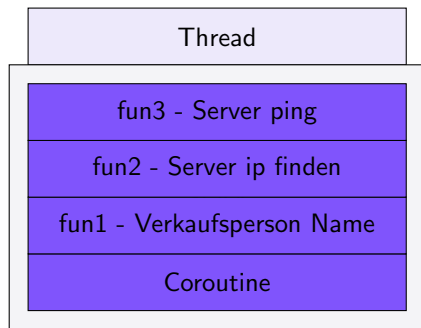 Thread
fun3 - Server ping
fun2 - Server ip finden
fun1 - Verkaufsperson Name
Coroutine